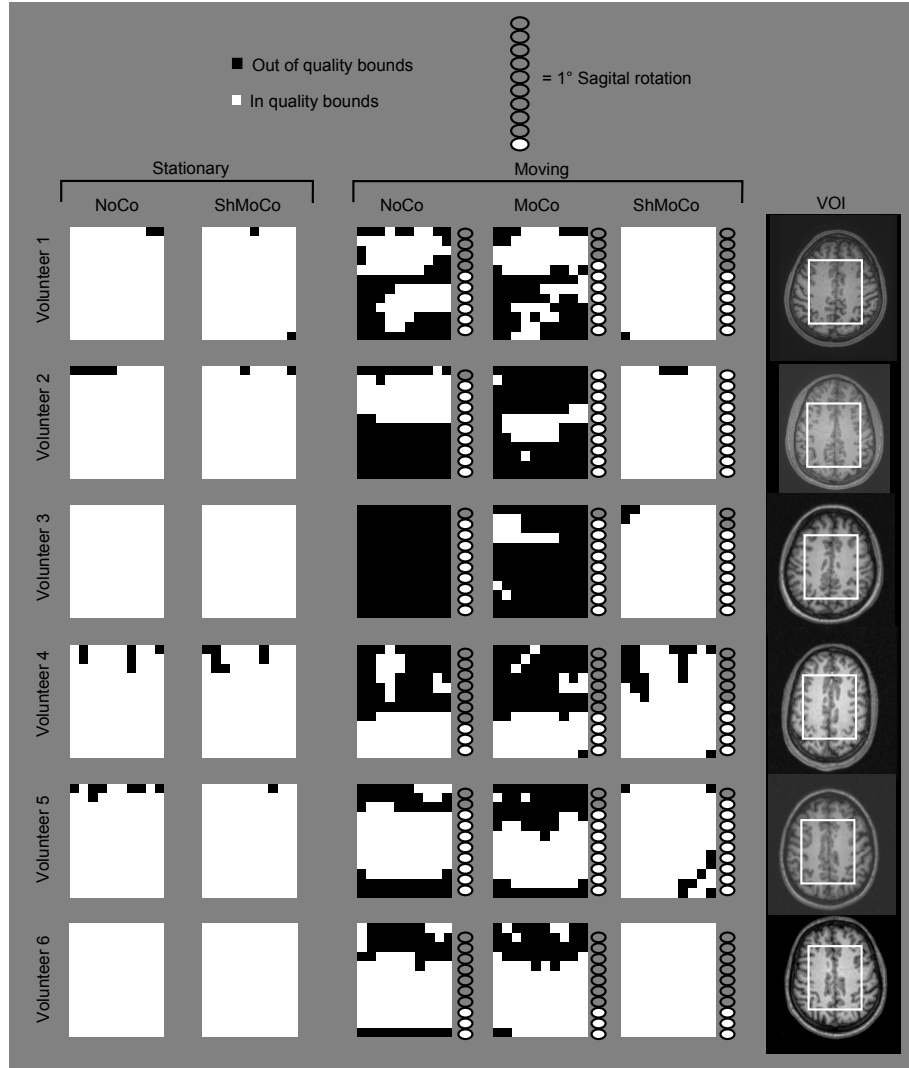 Out of quality bounds
= 1° Sagital rotation
In quality bounds
Stationary
Moving
NoCo
ShMoCo
NoCo
MoCo
ShMoCo
VOI
Volunteer 1
Volunteer 2
Volunteer 3
Volunteer 4
Volunteer 5
Volunteer 6